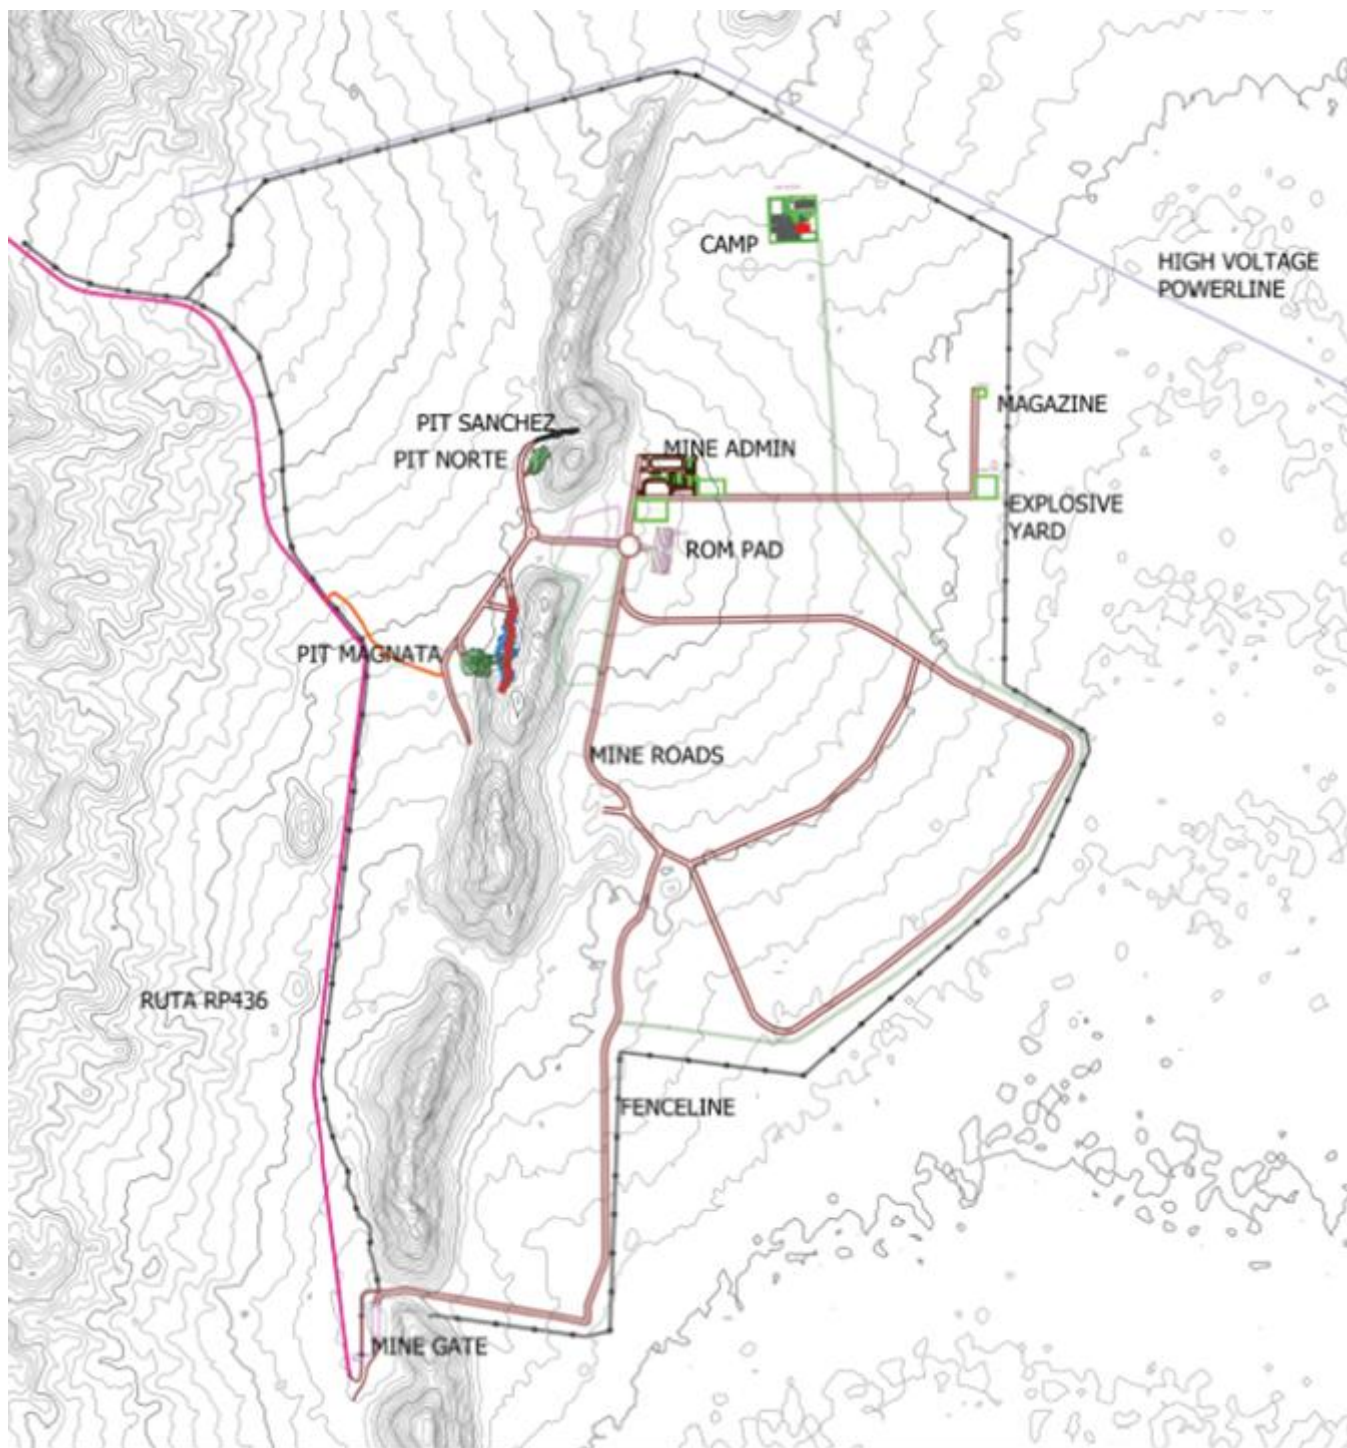 CAMP
HIGH VOLTAGE
POWERLINE
MAGAZINE
PIT SANCHEZ
PIT NORTE
MINE ADMIN
EXPLOSIVE
YARD
ROM PAD
PIT MAGNATA
MINE ROADS
RUTA RP436
FENCELINE
MINE GATE